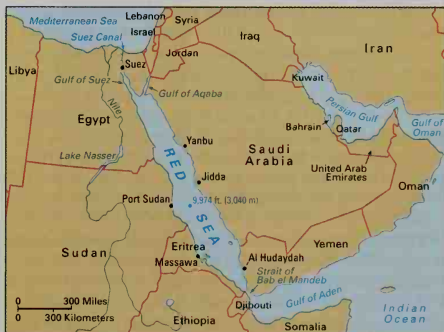 Mediterranean Sea
Lebanon
Syria
Israel
Suez Canal
Iraq
Iran
Jordan
Suez
Libya
Gulf of Suez
Kuwait
Gulf of Aqaba
Nile
Persian Gulf
Egypt
Gulf of
Oman
Bahrain
Qatar
Yanbu
Saudi
Arabia
Lake Nasser
United Arab
Emirates
RED
SEA
Jidda
Oman
Port Sudan
9,974 ft. (3,040 m)
Sudan
Eritrea
Al Hudaydah
Yemen
Massawa
Strait of
Bab el Mandeb
Gulf of Aden
0 300 Miles
0 300 Kilometers
Djibouti
Indian
Ocean
Ethiopia
Somalia